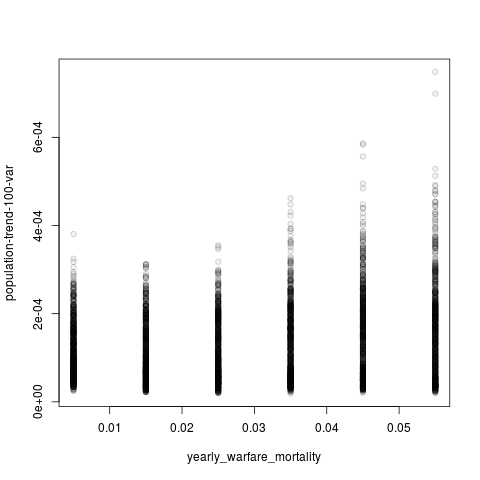 population-trend-100-var
6e-04
4e-04
2e-04
0e+00
0.01 0.02 0.03 0.04 0.05
yearly_warfare_mortality